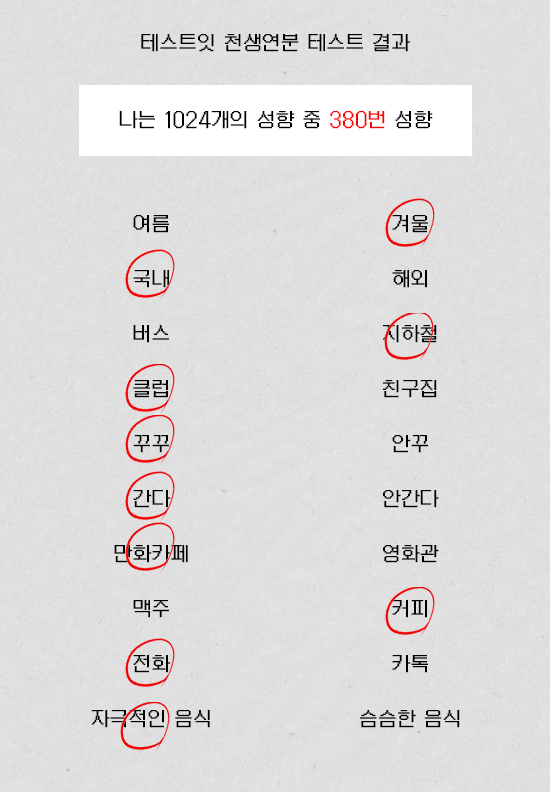 테스트잇 천생연분 테스트 결과
나는 1024개의 성향 중 380번 성향
여름 겨울
국내 해외
버스 지하철
클럽 친구집
꾸꾸 안꾸
간다 안간다
만화카페 영화관
맥주 커피
전화 카톡
자극적인 음식 슴슴한 음식